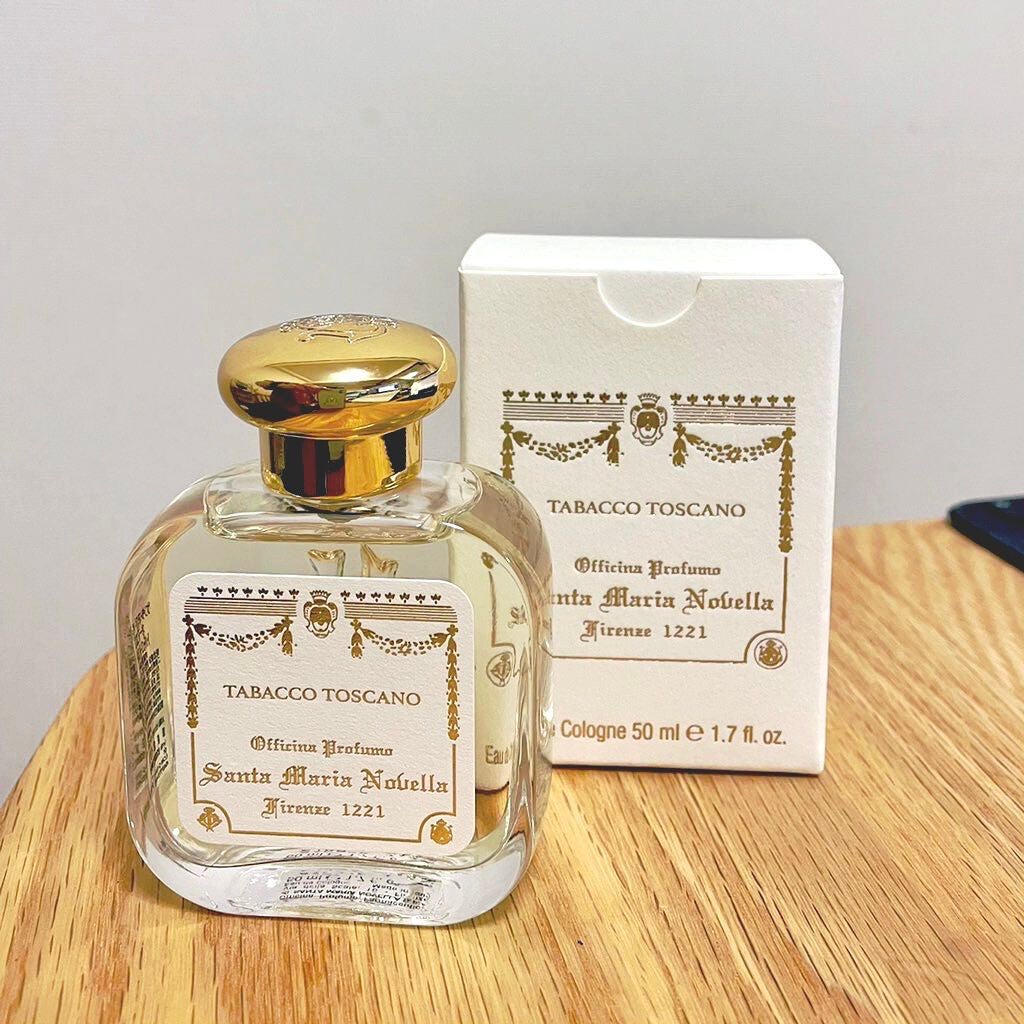 TABACCO TOSCANO
Officina Profumo
Santa Maria Novella
Firenze 1221
TABACCO TOSCANO
Officina Profumo
Maria Novella
Firenze 1221
Cologne 50 ml e 1.7 fl. oz.
Eau